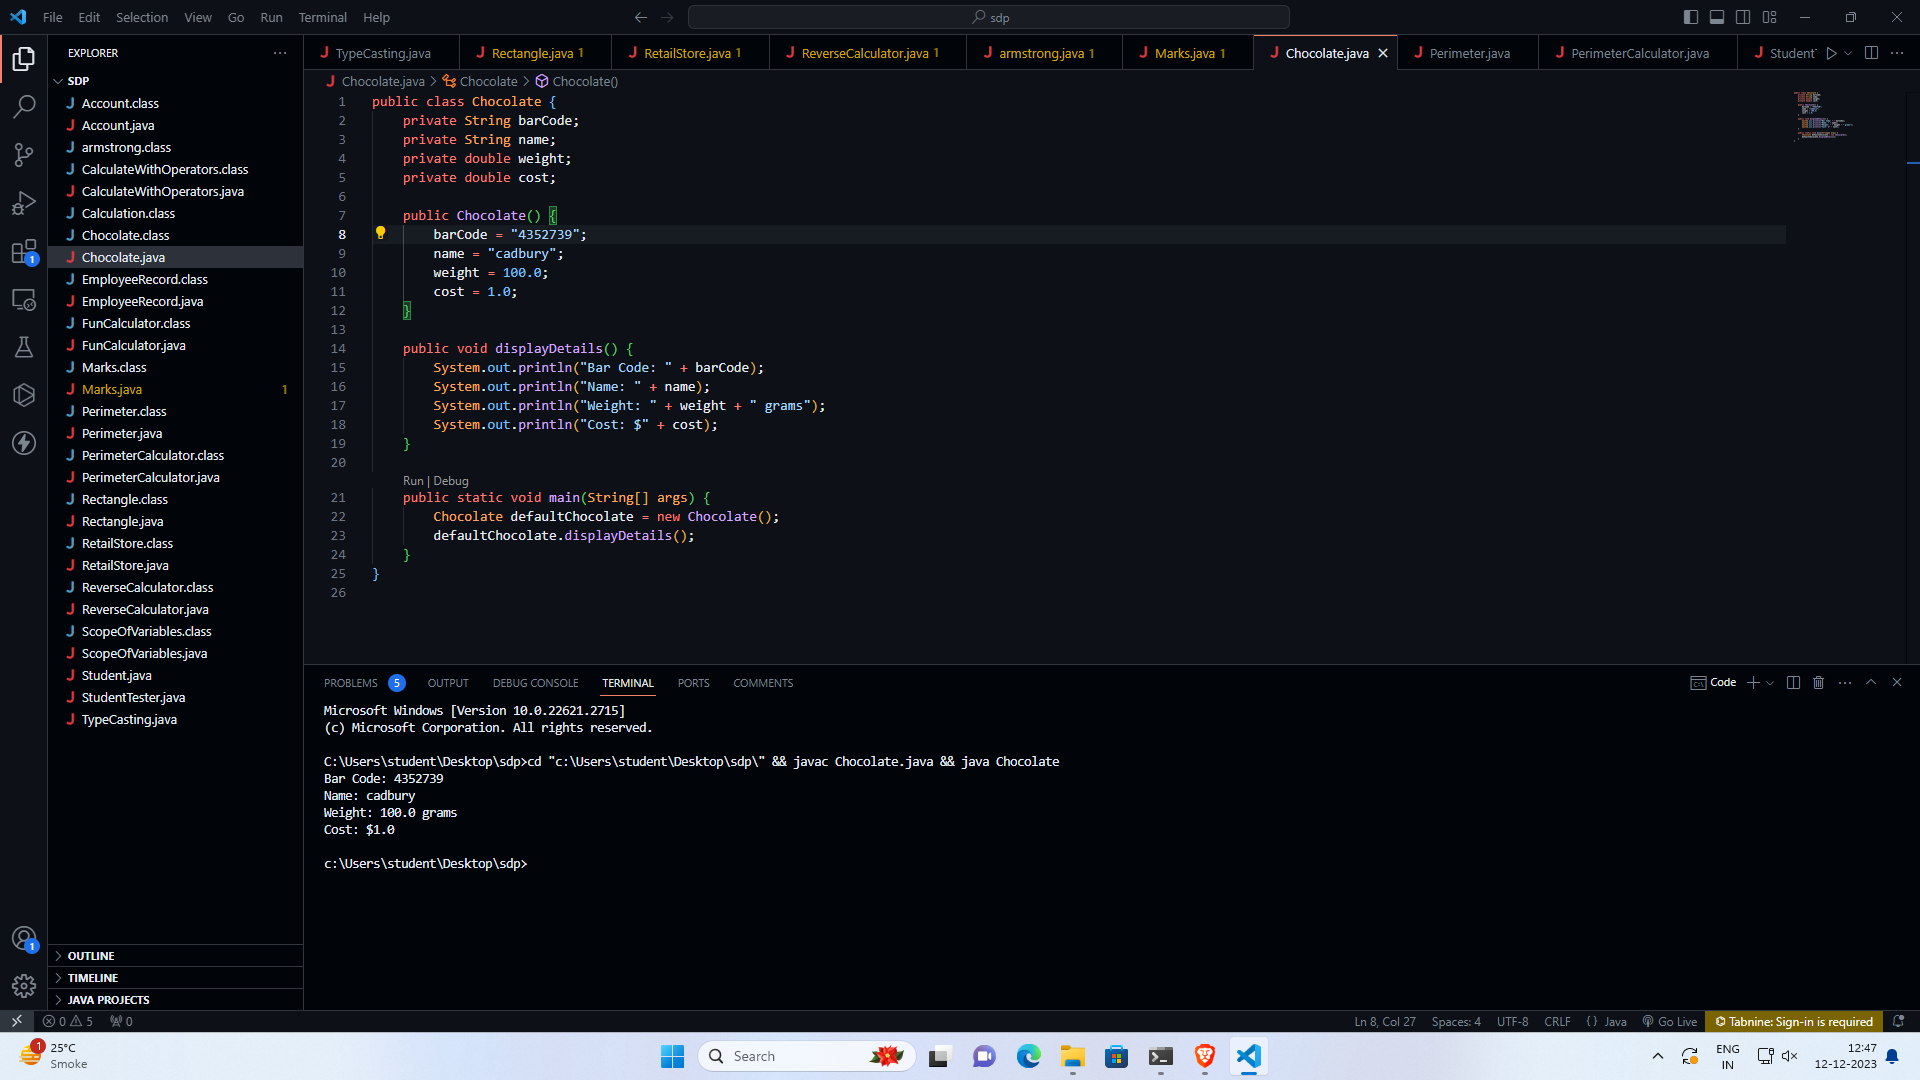 File Edit Selection View Go Run Terminal Help
sdp
EXPLORER
SDP
Account.class
Account.java
armstrong.class
CalculateWithOperators.class
CalculateWithOperators.java
Calculation.class
Chocolate.class
Chocolate.java
EmployeeRecord.class
EmployeeRecord.java
FunCalculator.class
FunCalculator.java
Marks.class
Marks.java 1
Perimeter.class
Perimeter.java
PerimeterCalculator.class
PerimeterCalculator.java
Rectangle.class
Rectangle.java
RetailStore.class
RetailStore.java
ReverseCalculator.class
ReverseCalculator.java
ScopeOfVariables.class
ScopeOfVariables.java
Student.java
StudentTester.java
TypeCasting.java
OUTLINE
TIMELINE
JAVA PROJECTS
TypeCasting.java Rectangle.java 1 RetailStore.java 1 ReverseCalculator.java 1 armstrong.java 1 Marks.java 1 Chocolate.java Perimeter.java PerimeterCalculator.java Student
Chocolate.java > Chocolate > Chocolate()
1 public class Chocolate {
2 private String barCode;
3 private String name;
4 private double weight;
5 private double cost;
6
7 public Chocolate() {
8 barCode = "4352739";
9 name = "cadbury";
10 weight = 100.0;
11 cost = 1.0;
12 }
13
14 public void displayDetails() {
15 System.out.println("Bar Code: " + barCode);
16 System.out.println("Name: " + name);
17 System.out.println("Weight: " + weight + " grams");
18 System.out.println("Cost: $" + cost);
19 }
20
Run | Debug
21 public static void main(String[] args) {
22 Chocolate defaultChocolate = new Chocolate();
23 defaultChocolate.displayDetails();
24 }
25 }
26
PROBLEMS 5 OUTPUT DEBUG CONSOLE TERMINAL PORTS COMMENTS
Code
Microsoft Windows [Version 10.0.22621.2715]
(c) Microsoft Corporation. All rights reserved.
C:\Users\student\Desktop\sdp>cd "c:\Users\student\Desktop\sdp\" && javac Chocolate.java && java Chocolate
Bar Code: 4352739
Name: cadbury
Weight: 100.0 grams
Cost: $1.0
c:\Users\student\Desktop\sdp>
1
1
0 5 0
Ln 8, Col 27 Spaces: 4 UTF-8 CRLF {} Java Go Live Tabnine: Sign-in is required
1
25°C
Smoke
Search
ENG
IN
12:47
12-12-2023